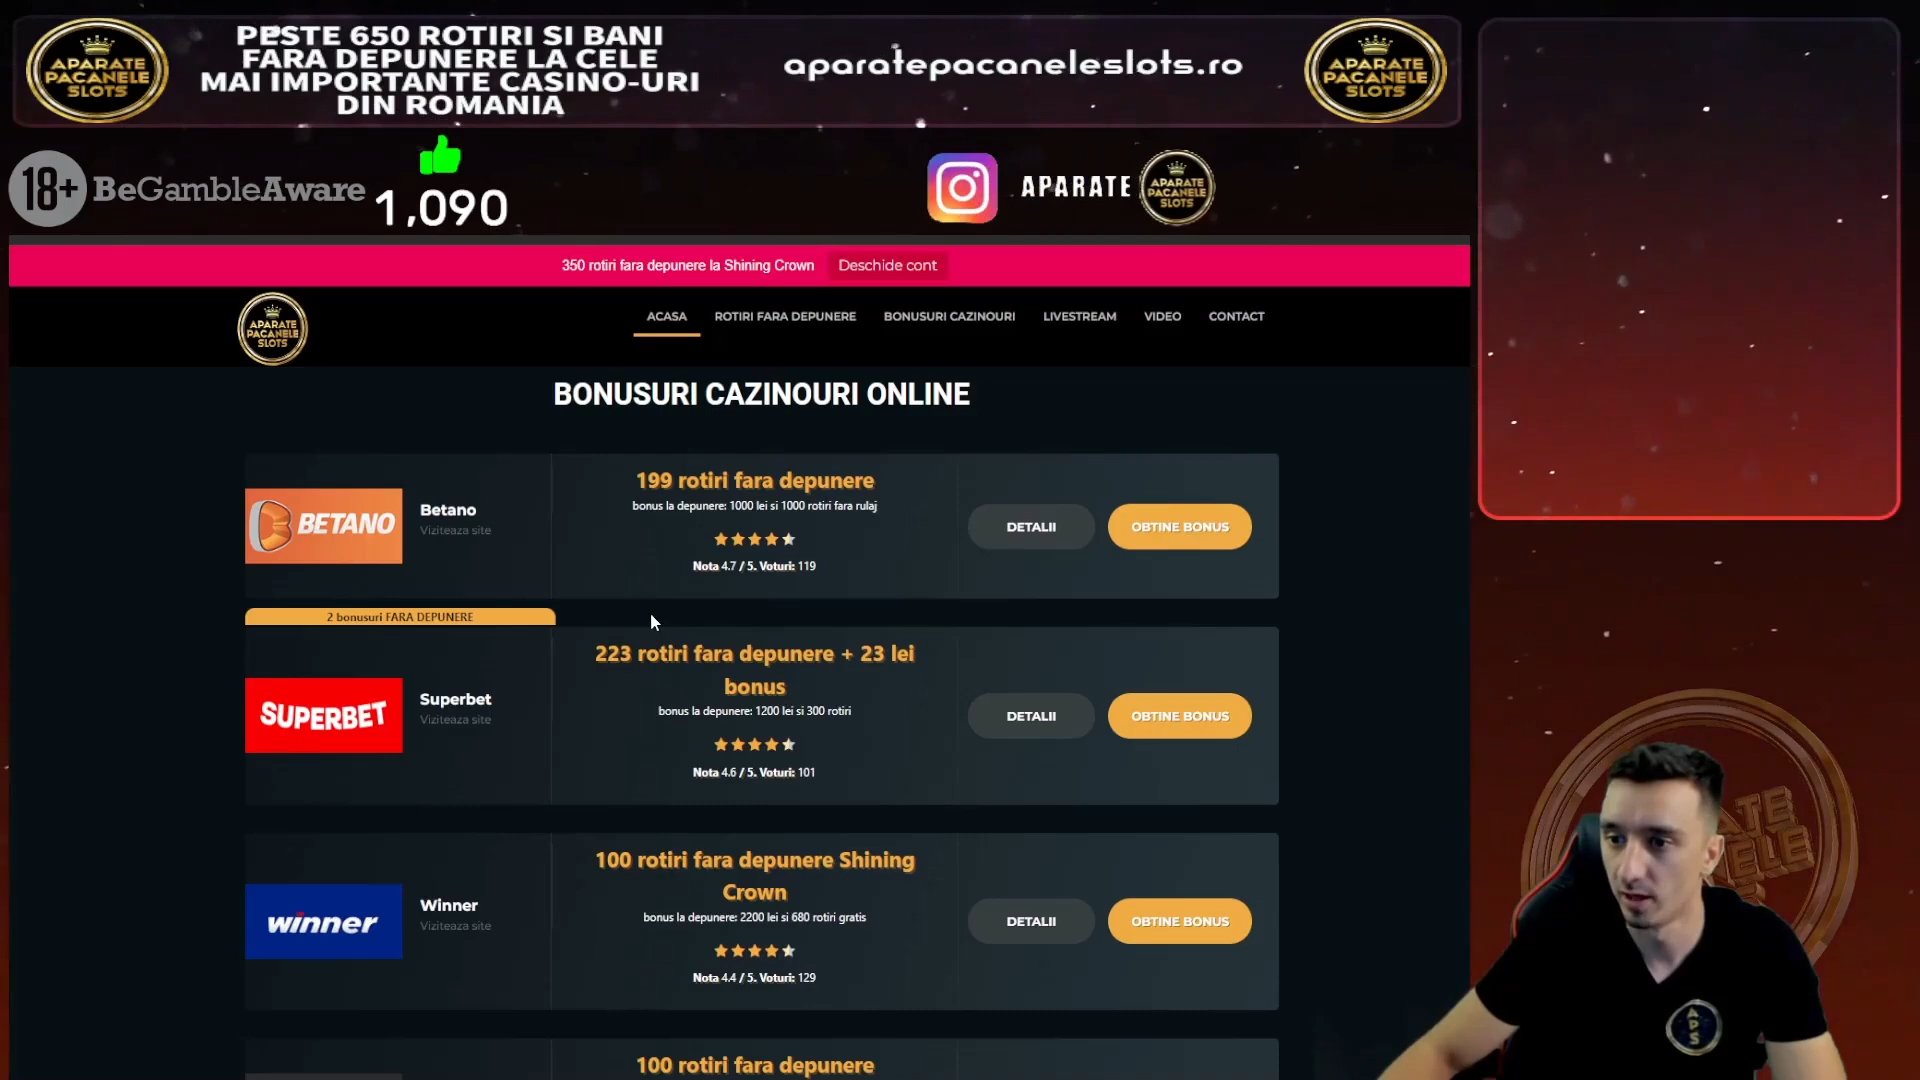 APARATE
PACANELE
SLOTS
PESTE 650 ROTIRI SI BANI
FARA DEPUNERE LA CELE
MAI IMPORTANTE CASINO-URI
DIN ROMANIA
aparatepacaneleslots.ro
APARATE
PACANELE
SLOTS
18+ BeGambleAware
1,090
APARATE
APARATE
PACANELE
SLOTS
350 rotiri fara depunere la Shining Crown Deschide cont
APARATE
PACANELE
SLOTS
ACASA ROTIRI FARA DEPUNERE BONUSURI CAZINOURI LIVESTREAM VIDEO CONTACT
BONUSURI CAZINOURI ONLINE
BETANO
Betano
Viziteaza site
199 rotiri fara depunere
bonus la depunere: 1000 lei si 1000 rotiri fara rulaj
Nota 4.7 / 5. Voturi: 119
DETALII
OBTINE BONUS
2 bonusuri FARA DEPUNERE
SUPERBET
Superbet
Viziteaza site
223 rotiri fara depunere + 23 lei
bonus
bonus la depunere: 1200 lei si 300 rotiri
Nota 4.6 / 5. Voturi: 101
DETALII
OBTINE BONUS
winner
Winner
Viziteaza site
100 rotiri fara depunere Shining
Crown
bonus la depunere: 2200 lei si 680 rotiri gratis
Nota 4.4 / 5. Voturi: 129
DETALII
OBTINE BONUS
100 rotiri fara depunere
APS